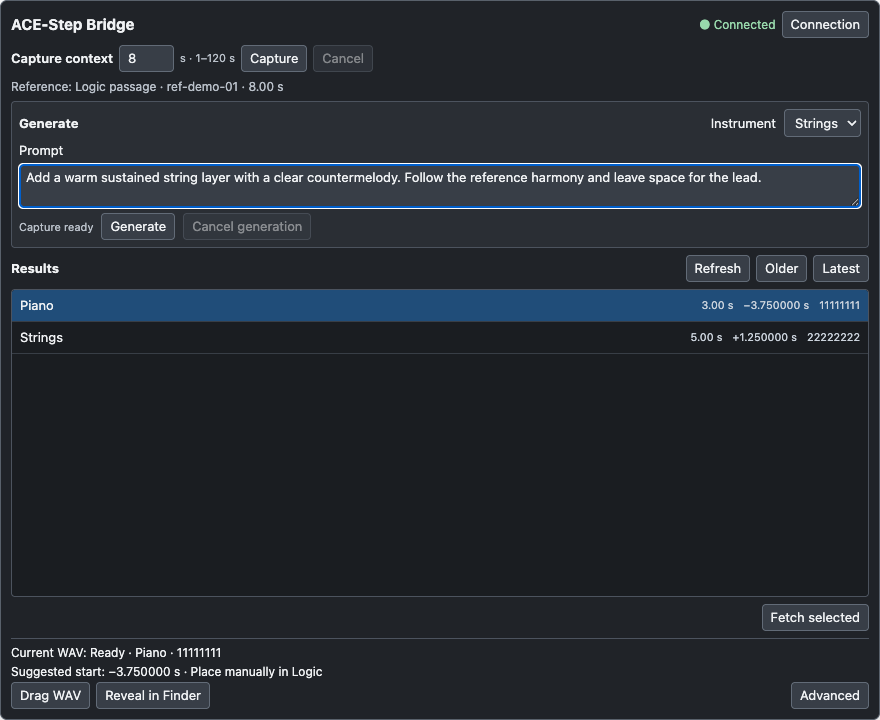 ACE-Step Bridge Connected Connection
Capture context 8 s · 1–120 s Capture Cancel
Reference: Logic passage · ref-demo-01 · 8.00 s
Generate Instrument Strings
Prompt
Add a warm sustained string layer with a clear countermelody. Follow the reference harmony and leave space for the lead.
Capture ready Generate Cancel generation
Results Refresh Older Latest
Piano 3.00 s −3.750000 s 11111111
Strings 5.00 s +1.250000 s 22222222
Fetch selected
Current WAV: Ready · Piano · 11111111
Suggested start: −3.750000 s · Place manually in Logic
Drag WAV Reveal in Finder Advanced